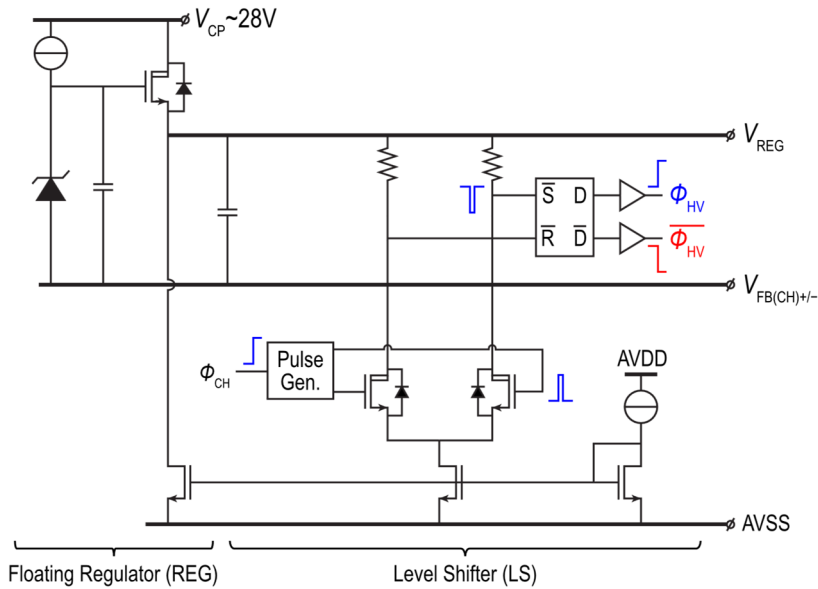 V_CP~28V
V_REG
S̅ D
ϕ_HV
R̅ D̅
ϕ̅_HV
V_FB(CH)+/−
ϕ_CH
Pulse
Gen.
AVDD
AVSS
Floating Regulator (REG)
Level Shifter (LS)